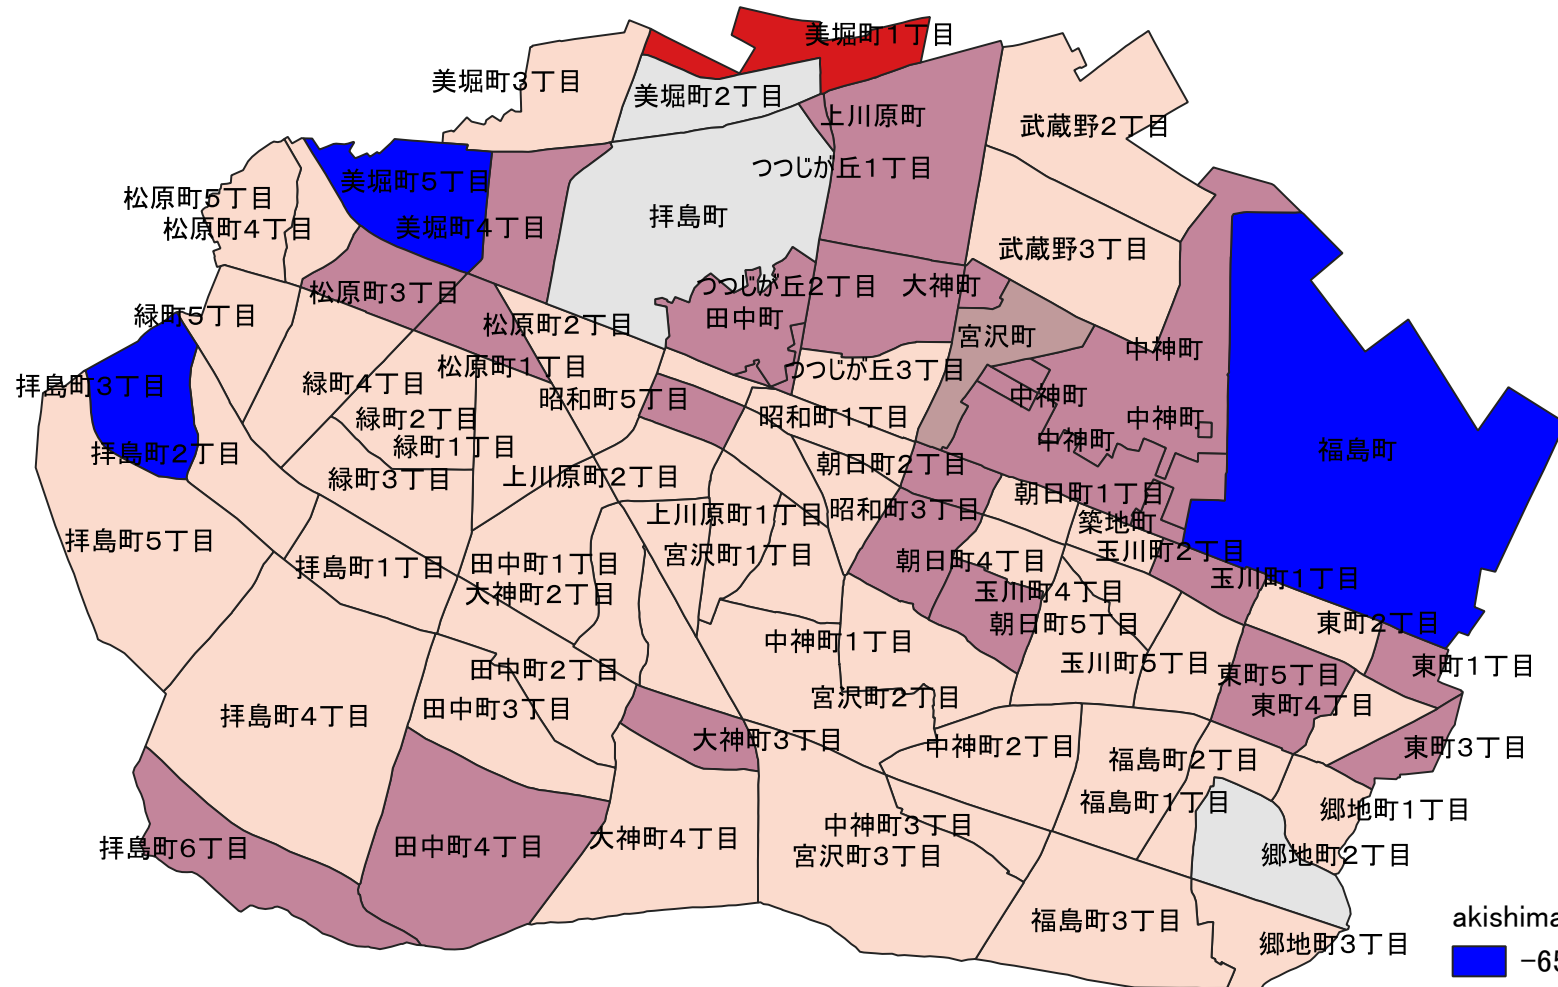 美堀町１丁目
美堀町３丁目
美堀町２丁目
上川原町
武蔵野２丁目
つつじが丘１丁目
美堀町５丁目
松原町５丁目
拝島町
美堀町４丁目
松原町４丁目
武蔵野３丁目
つつじが丘２丁目
大神町
松原町３丁目
緑町５丁目
田中町
松原町２丁目
宮沢町
中神町
松原町１丁目
つつじが丘３丁目
拝島町３丁目
緑町４丁目
昭和町５丁目
中神町
緑町２丁目
昭和町１丁目
中神町
中神町
緑町１丁目
福島町
拝島町２丁目
朝日町２丁目
緑町３丁目
上川原町２丁目
朝日町１丁目
昭和町３丁目
上川原町１丁目
築地町
拝島町５丁目
玉川町２丁目
宮沢町１丁目
田中町１丁目
朝日町４丁目
拝島町１丁目
玉川町１丁目
大神町２丁目
玉川町４丁目
朝日町５丁目
東町２丁目
中神町１丁目
玉川町５丁目
東町１丁目
田中町２丁目
東町５丁目
宮沢町２丁目
東町４丁目
田中町３丁目
拝島町４丁目
大神町３丁目
中神町２丁目
東町３丁目
福島町２丁目
福島町１丁目
郷地町１丁目
中神町３丁目
大神町４丁目
拝島町６丁目
田中町４丁目
宮沢町３丁目
郷地町２丁目
福島町３丁目
akishima
郷地町３丁目
-65